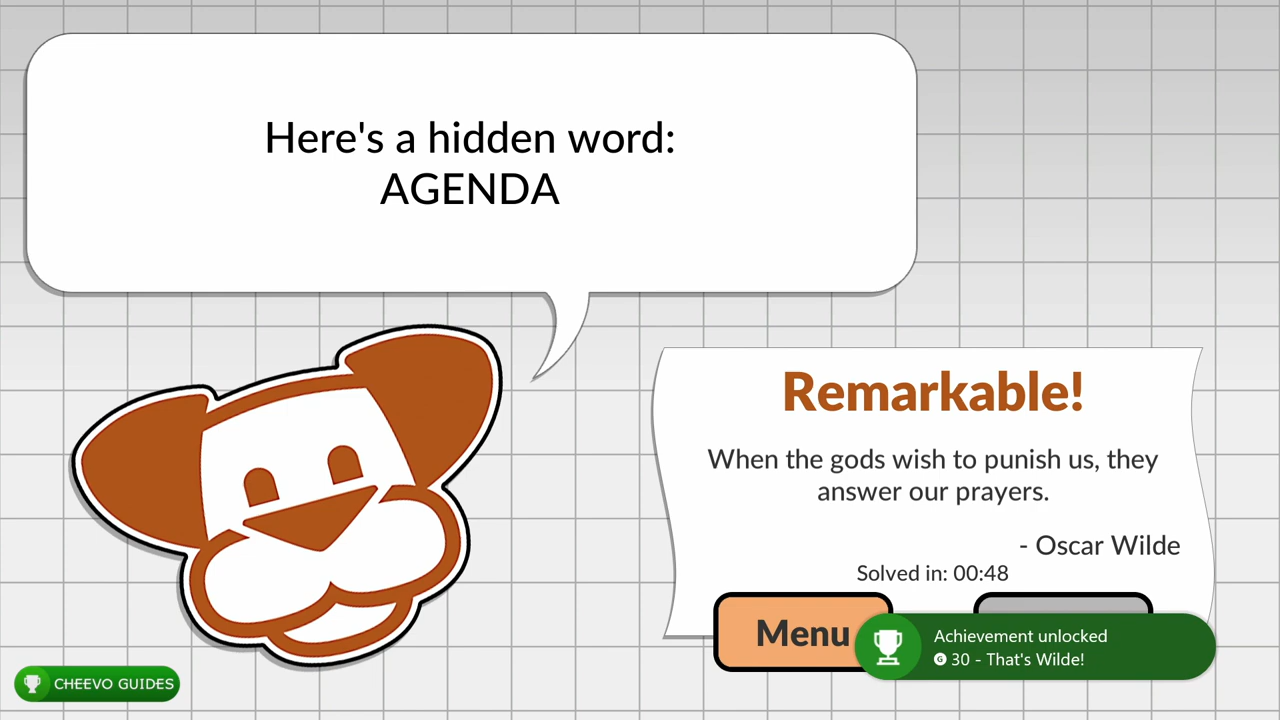 Here's a hidden word:
AGENDA
Remarkable!
When the gods wish to punish us, they
answer our prayers.
- Oscar Wilde
Solved in: 00:48
Menu
Achievement unlocked
G 30 - That's Wilde!
CHEEVO GUIDES